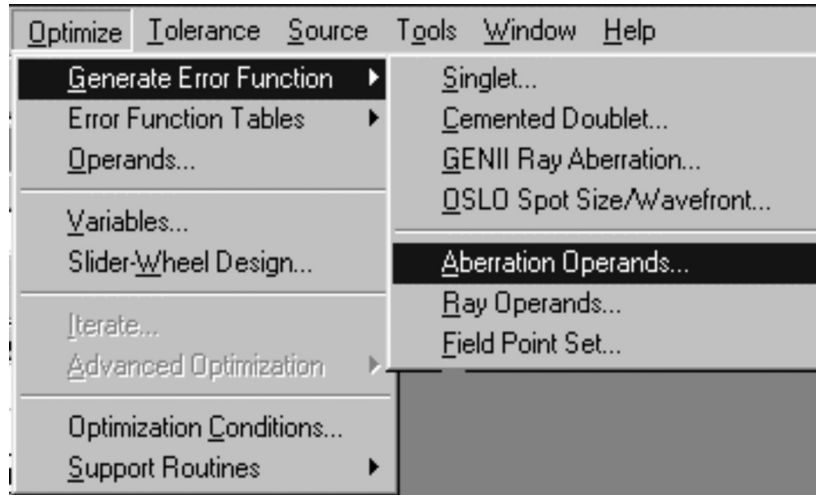 Optimize Tolerance Source Tools Window Help
Generate Error Function
Error Function Tables
Operands...
Variables...
Slider-Wheel Design...
Iterate...
Advanced Optimization
Optimization Conditions...
Support Routines
Singlet...
Cemented Doublet...
GENII Ray Aberration...
OSLO Spot Size/Wavefront...
Aberration Operands...
Ray Operands...
Field Point Set...